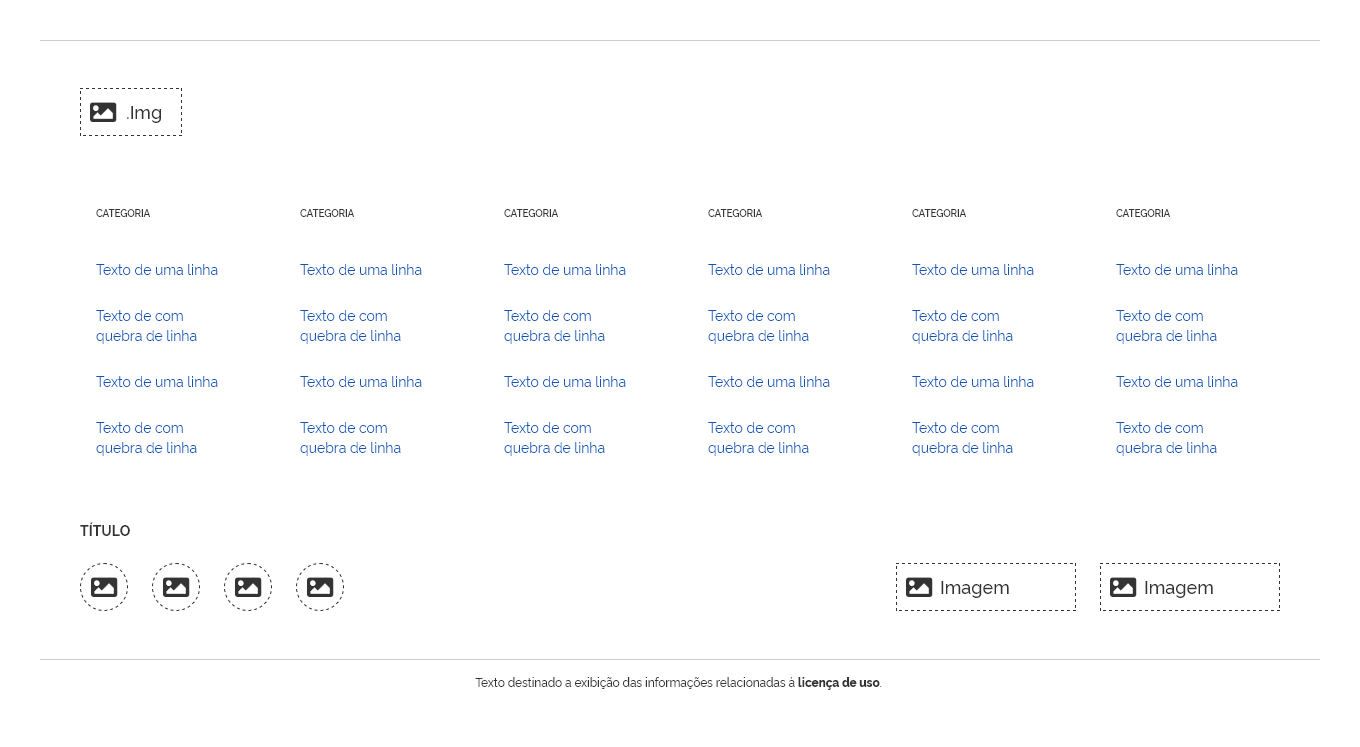 .Img
CATEGORIA CATEGORIA CATEGORIA CATEGORIA CATEGORIA CATEGORIA
Texto de uma linha Texto de uma linha Texto de uma linha Texto de uma linha Texto de uma linha Texto de uma linha
Texto de com Texto de com Texto de com Texto de com Texto de com Texto de com
quebra de linha quebra de linha quebra de linha quebra de linha quebra de linha quebra de linha
Texto de uma linha Texto de uma linha Texto de uma linha Texto de uma linha Texto de uma linha Texto de uma linha
Texto de com Texto de com Texto de com Texto de com Texto de com Texto de com
quebra de linha quebra de linha quebra de linha quebra de linha quebra de linha quebra de linha
TÍTULO
Imagem Imagem
Texto destinado a exibição das informações relacionadas à licença de uso.